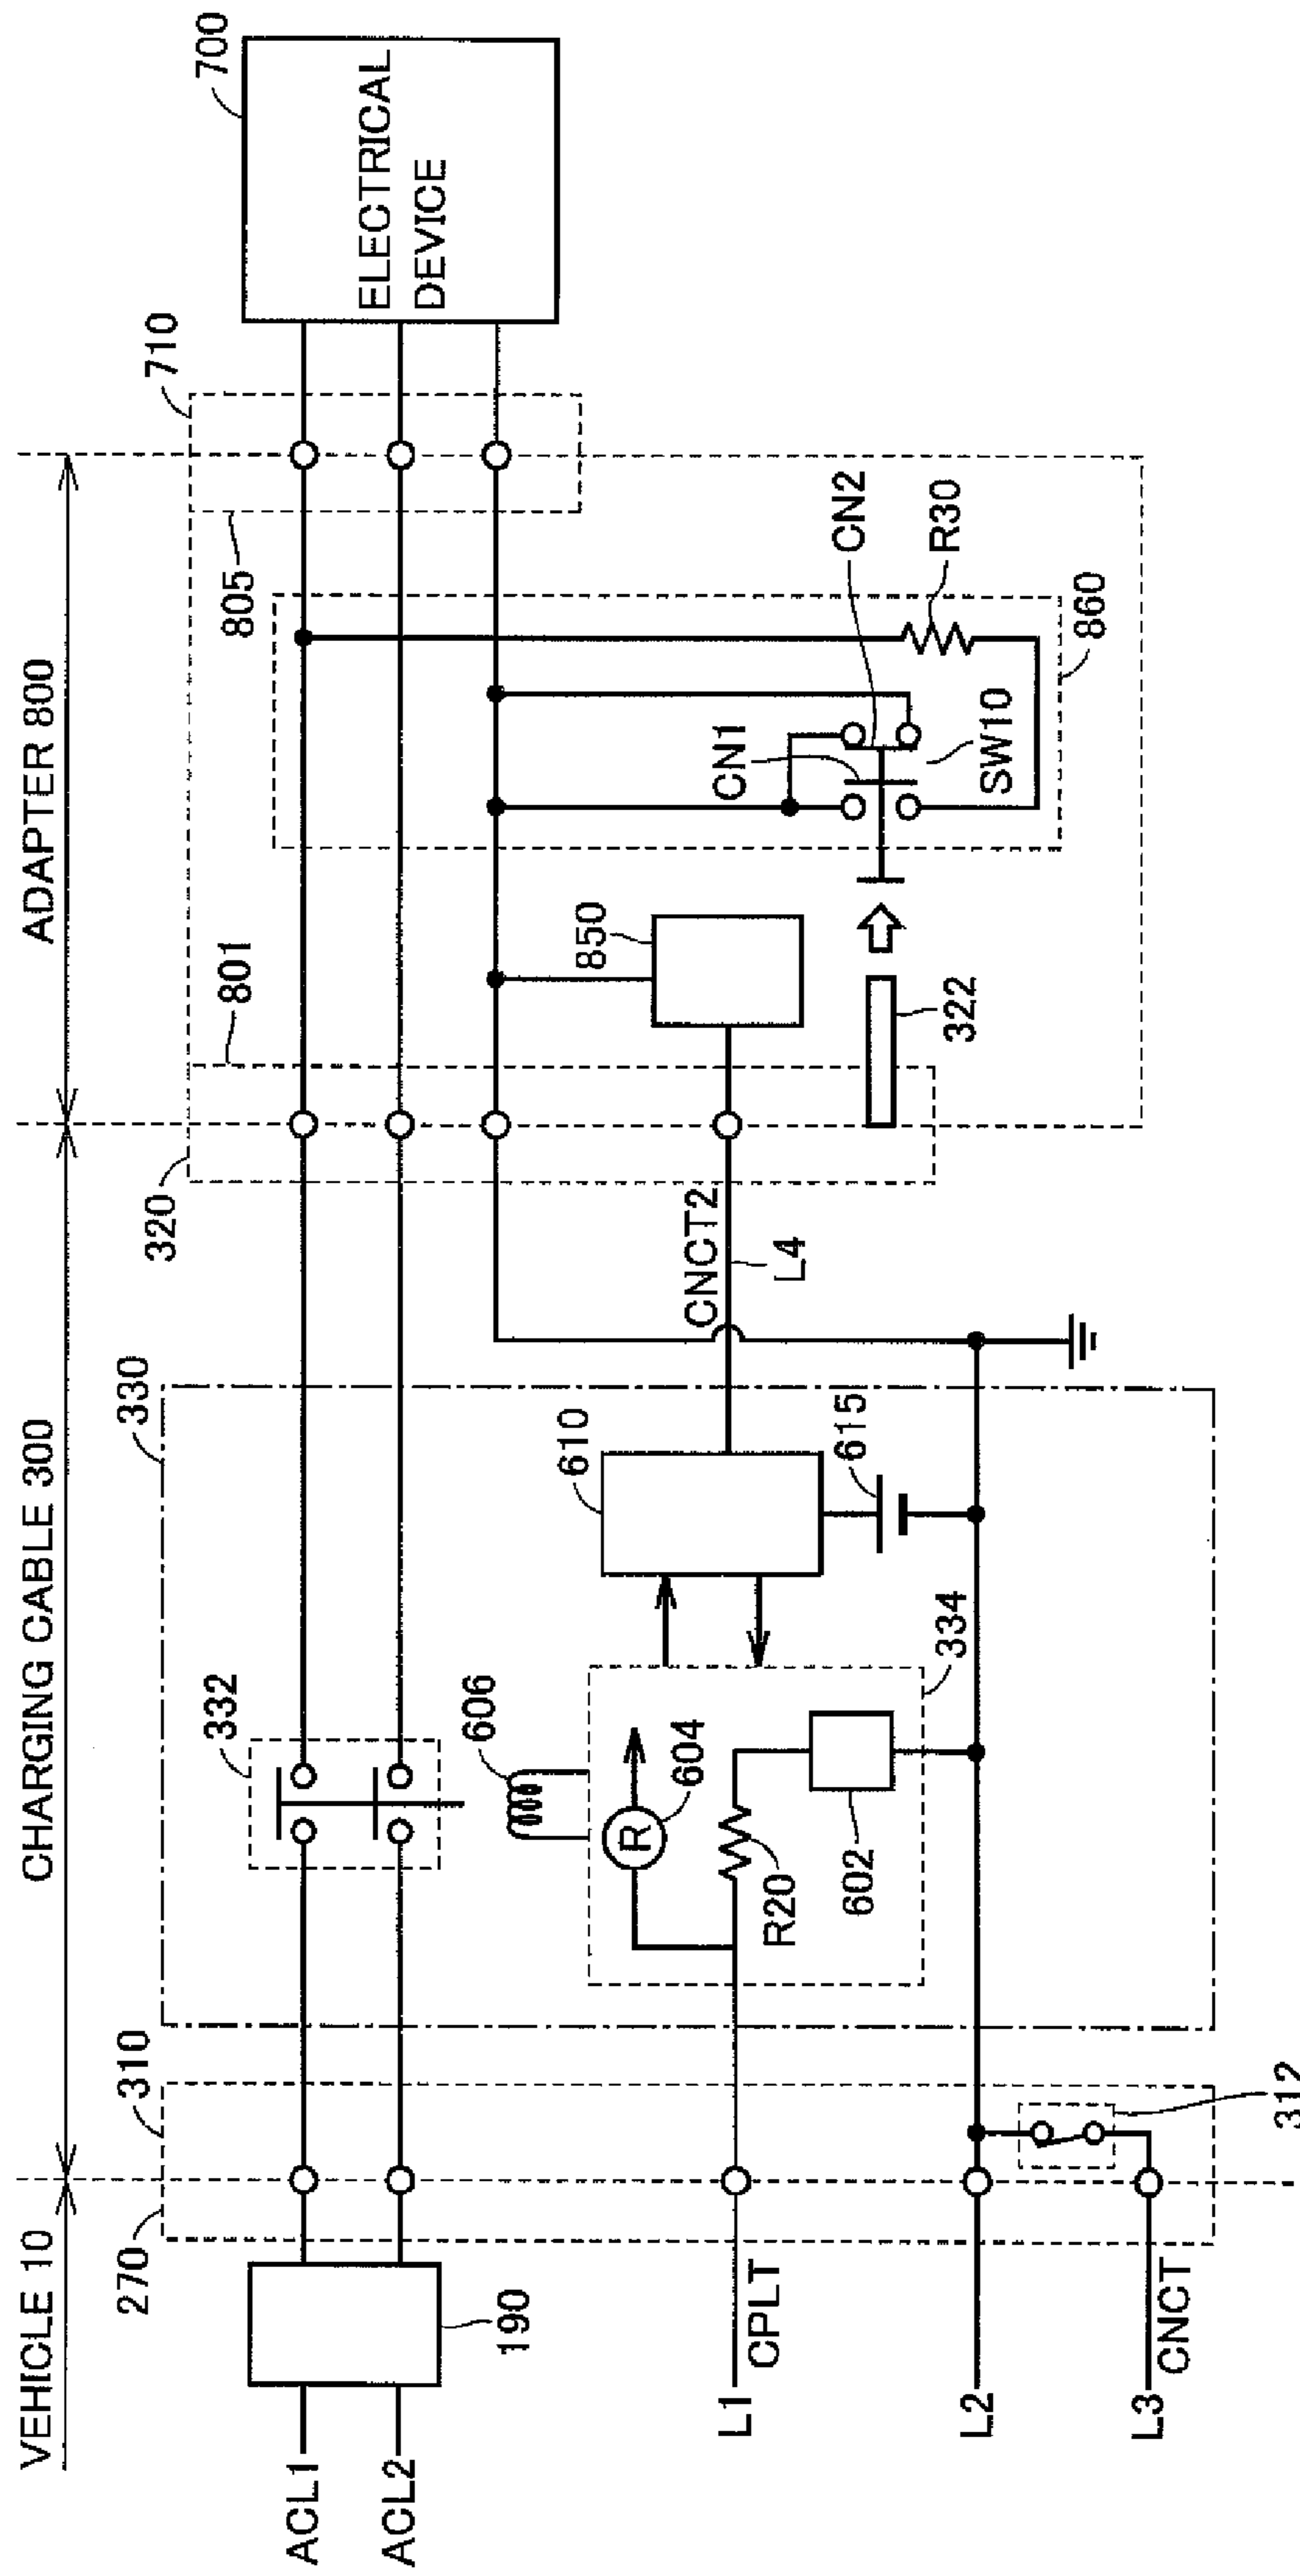 VEHICLE 10
CHARGING CABLE 300
ADAPTER 800
270
310
330
320
801
805
710
700
ACL1
ACL2
190
332
606
ELECTRICAL
DEVICE
R
604
610
CNCT2
L4
850
CN1
CN2
L1
CPLT
R20
602
334
615
322
SW10
R30
860
L2
L3
CNCT
312